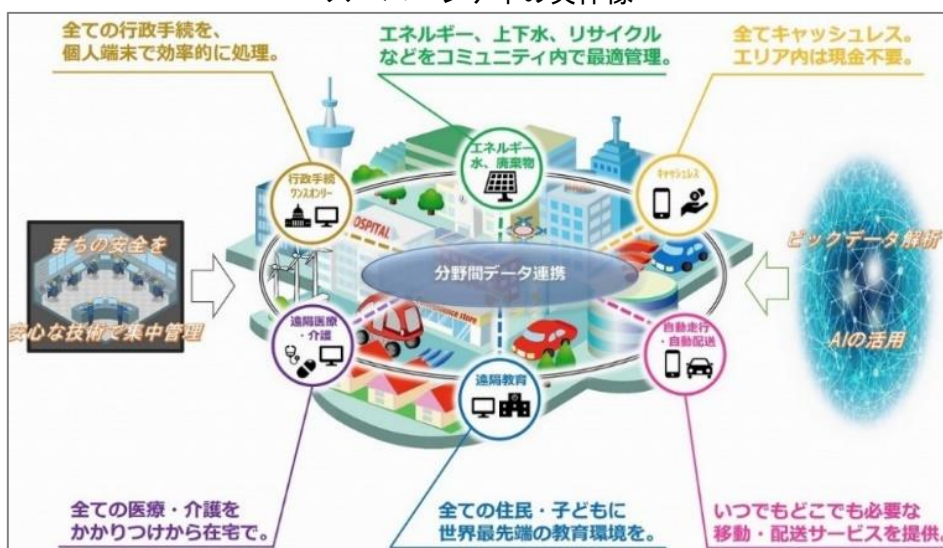 全ての行政手続を、
個人端末で効率的に処理。
エネルギー、上下水、リサイクル
などをコミュニティ内で最適管理。
全てキャッシュレス。
エリア内は現金不要。
行政手続
ワンスオンリー
エネルギー
水、廃棄物
キャッシュレス
HOSPITAL
まちの安全を
安心な技術で集中管理
分野間データ連携
ビックデータ解析
AIの活用
遠隔医療
・介護
遠隔教育
自動走行
・自動配送
全ての医療・介護を
かかりつけから在宅で。
全ての住民・子どもに
世界最先端の教育環境を。
いつでもどこでも必要な
移動・配送サービスを提供。